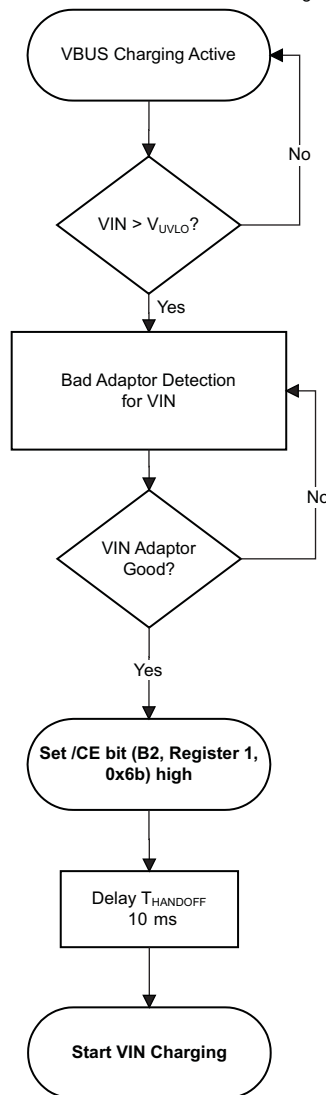 VBUS Charging Active
No
VIN > VUVLO?
Yes
Bad Adaptor Detection
for VIN
No
VIN Adaptor
Good?
Yes
Set /CE bit (B2, Register 1,
0x6b) high
Delay THANDOFF
10 ms
Start VIN Charging